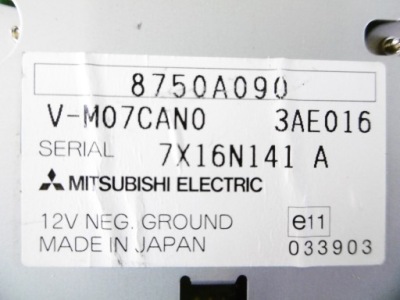 8750A090
V-M07CAN0 3AE016
SERIAL 7X16N141 A
MITSUBISHI ELECTRIC
12V NEG. GROUND e11
MADE IN JAPAN 033903